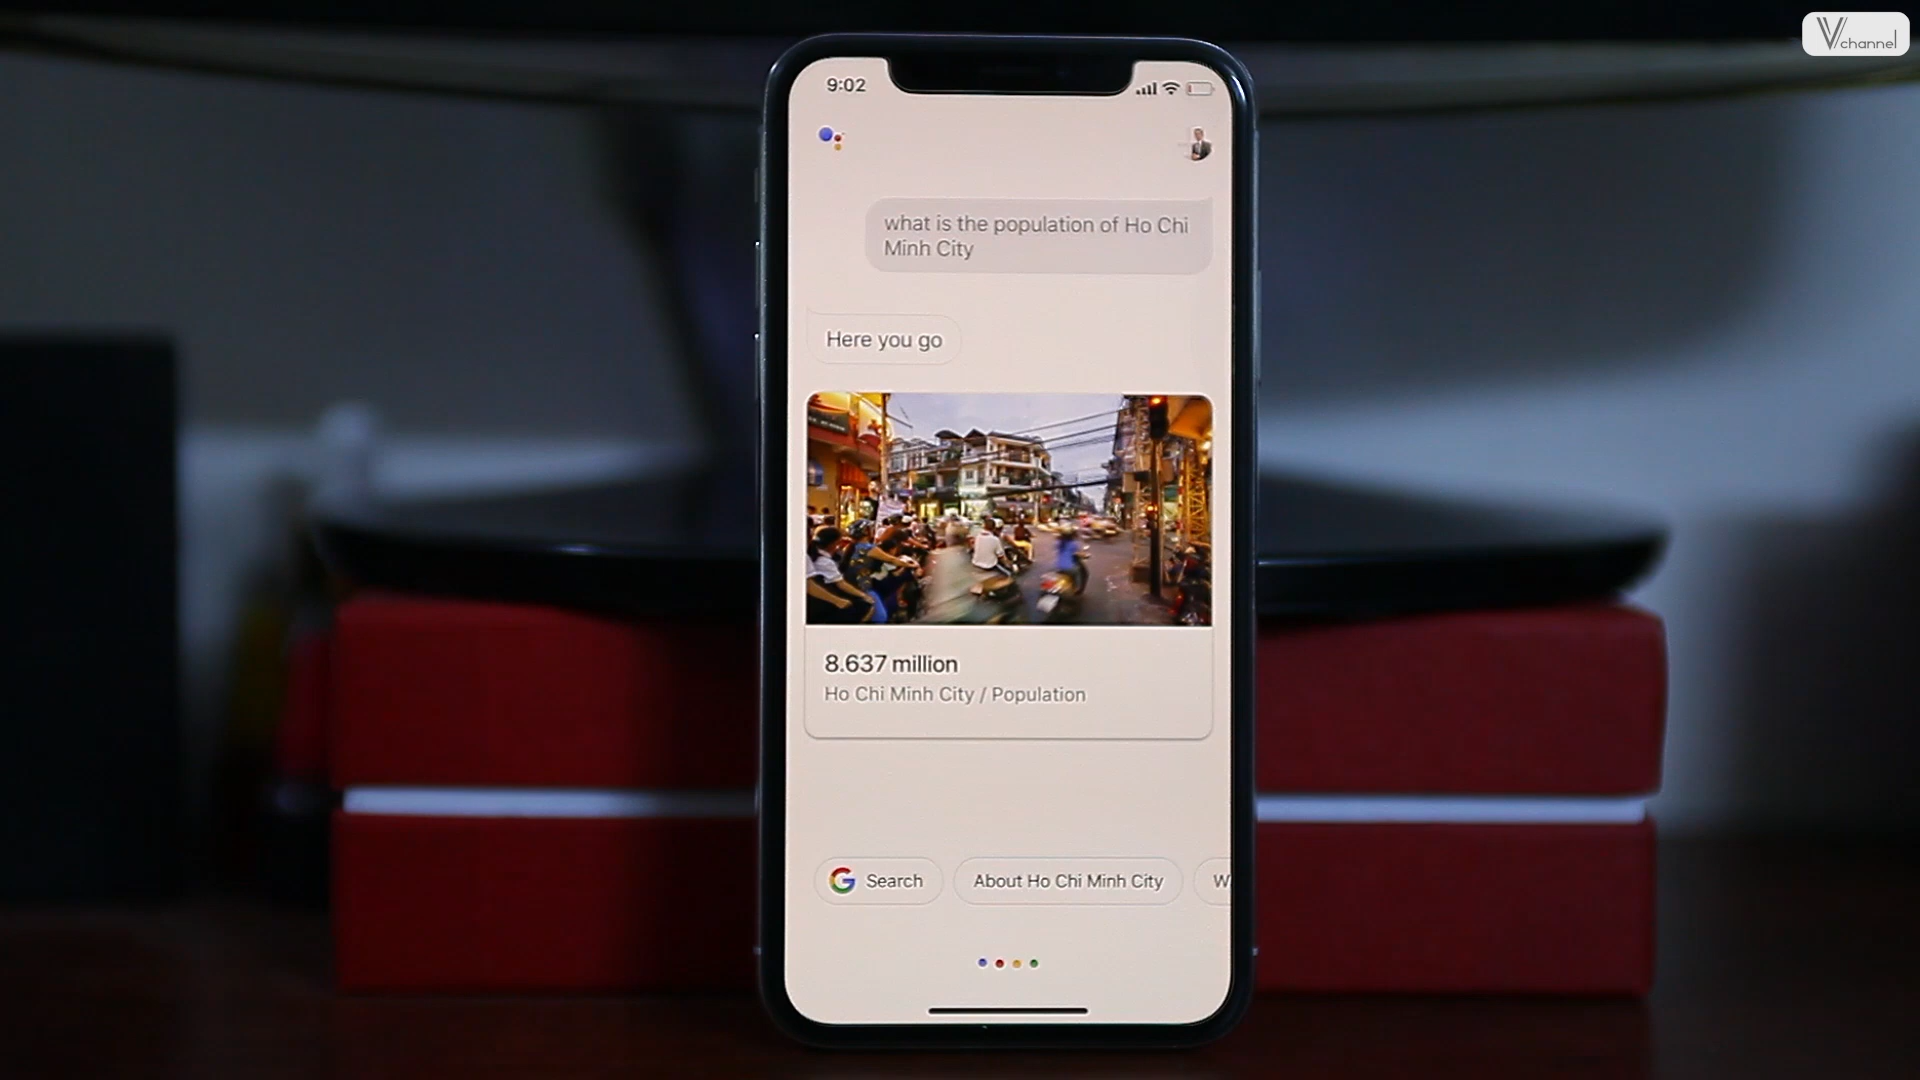 V channel
9:02
what is the population of Ho Chi
Minh City
Here you go
8.637 million
Ho Chi Minh City / Population
Search
About Ho Chi Minh City
W